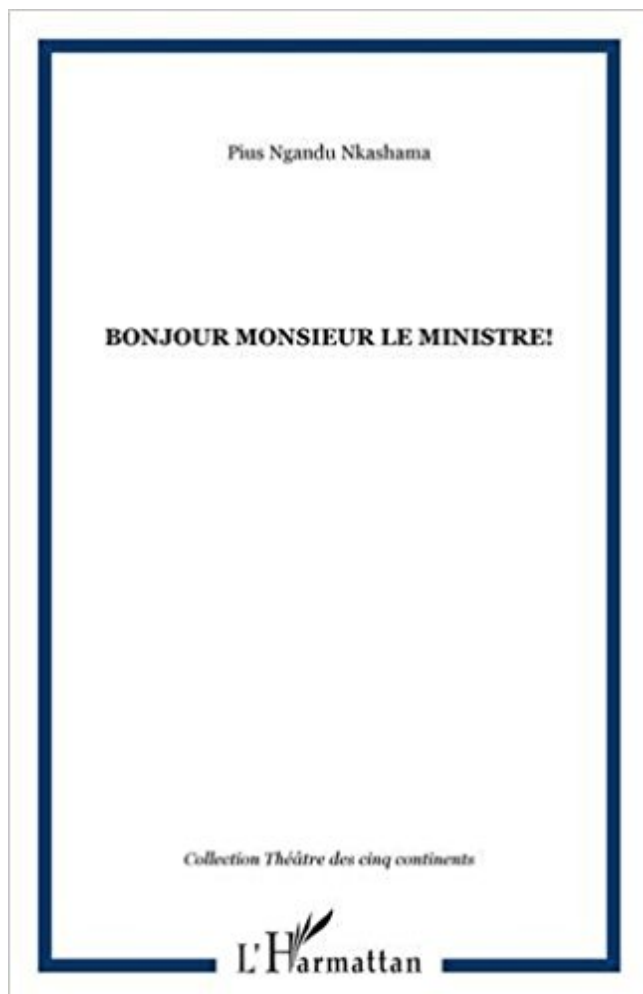 Pius Ngandu Nkashama
BONJOUR MONSIEUR LE MINISTRE!
Collection Théâtre des cinq continents
L'Harmattan